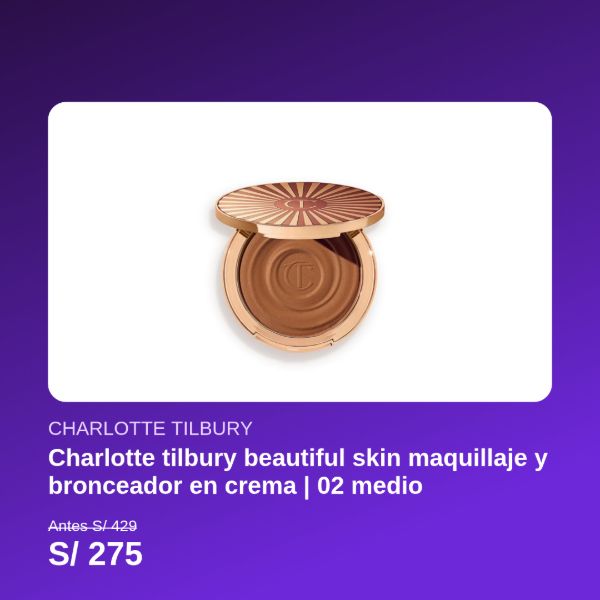 CHARLOTTE TILBURY
Charlotte tilbury beautiful skin maquillaje y
bronceador en crema | 02 medio
Antes S/ 429
S/ 275